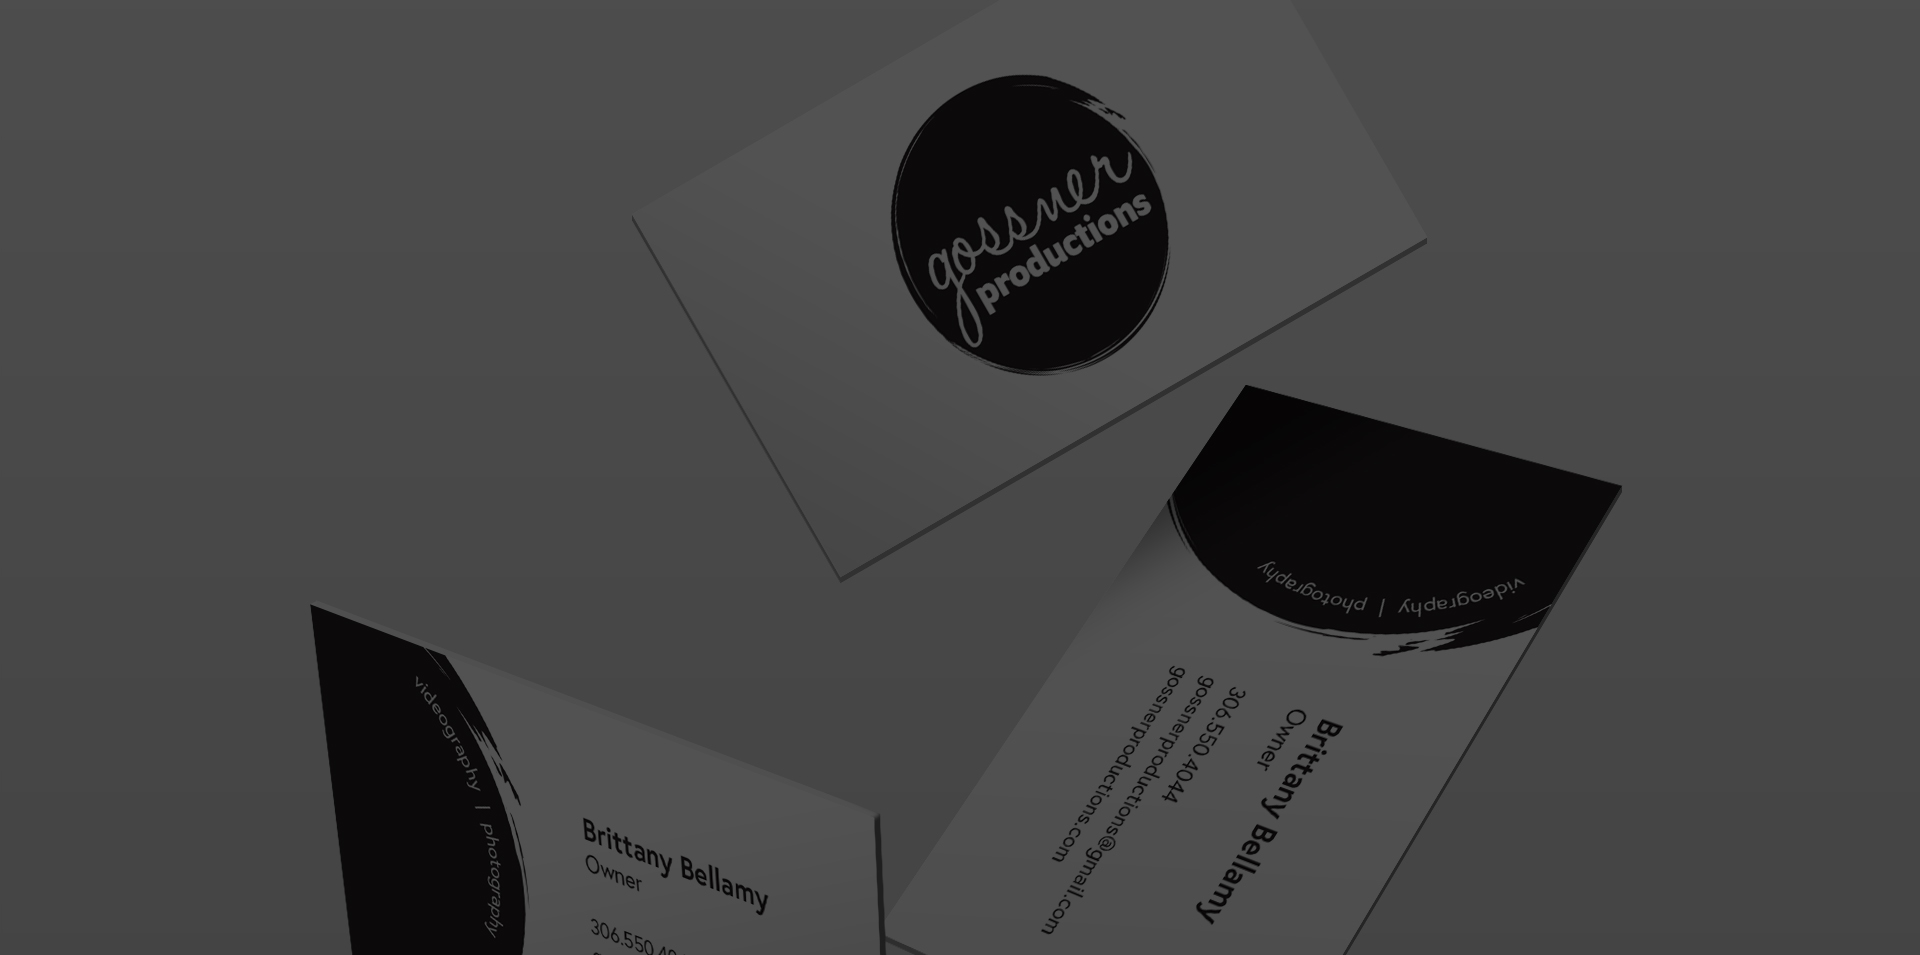 gossner
productions
videography | photography
Brittany Bellamy
Owner
306.550.4044
gossnerproductions@gmail.com
gossnerproductions.com
videography | photography
Brittany Bellamy
Owner